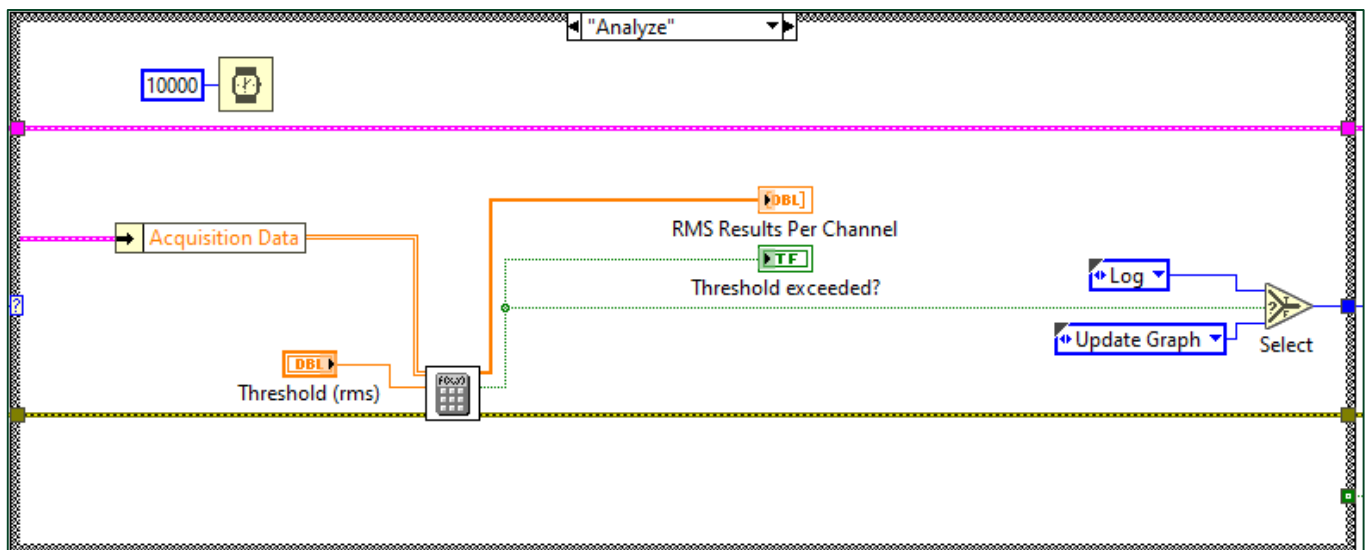 "Analyze"
10000
DBL]
RMS Results Per Channel
Acquisition Data
TF
Threshold exceeded?
Log
?
? T F
Update Graph
Select
DBL
Threshold (rms)
f(x,y)